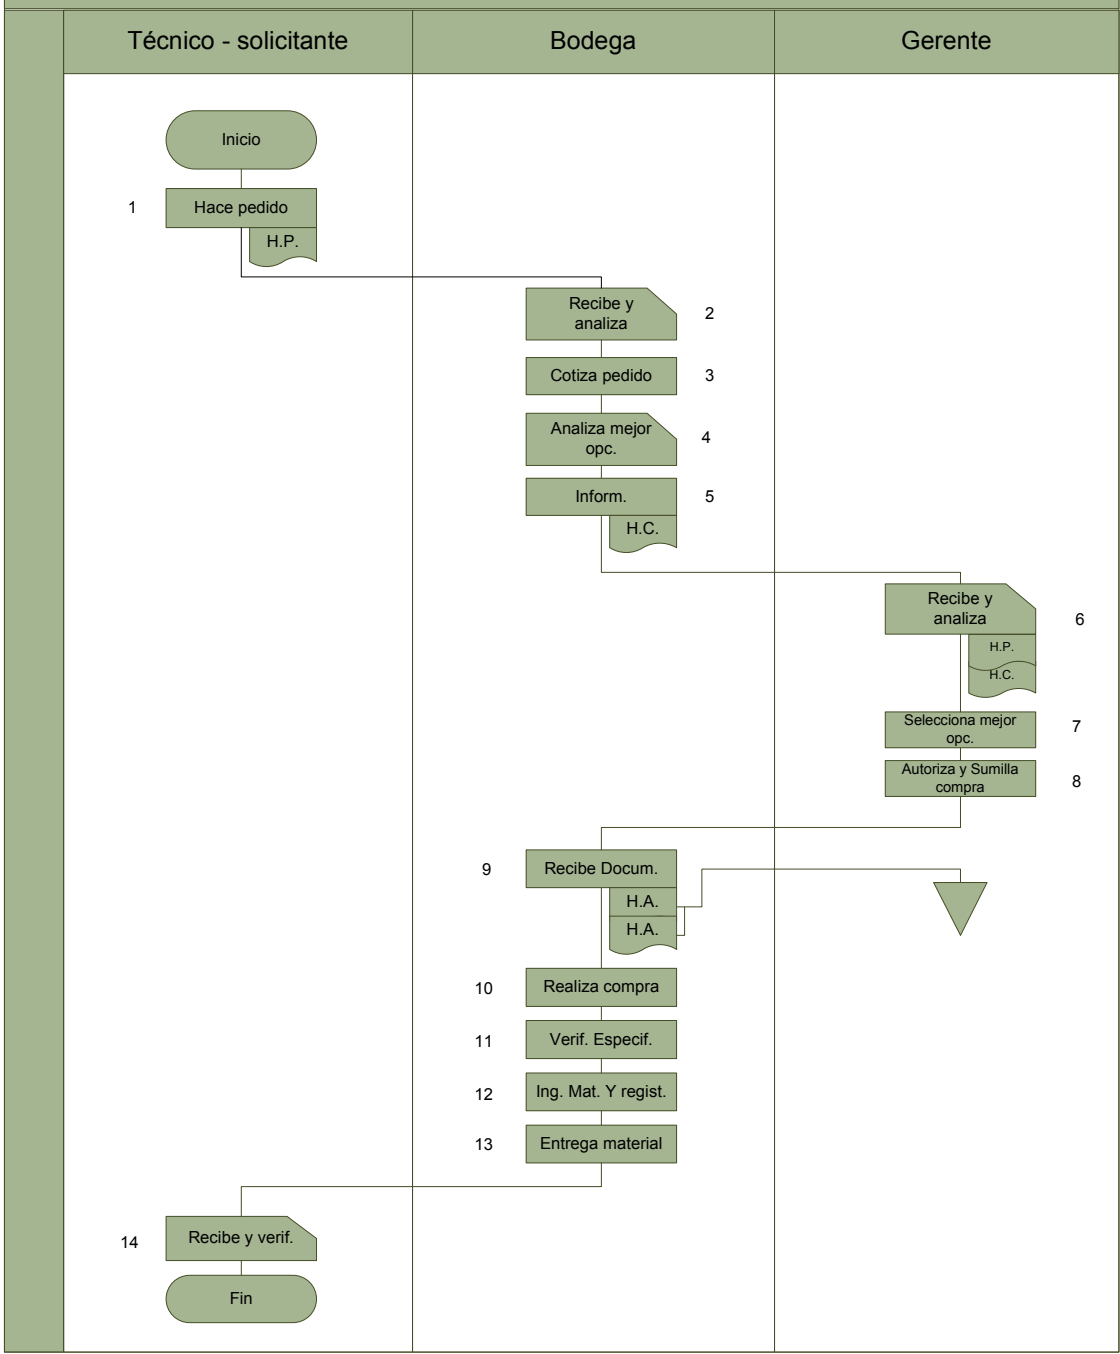 Técnico - solicitante
Bodega
Gerente
Inicio
1
Hace pedido
H.P.
Recibe y
analiza
2
Cotiza pedido
3
Analiza mejor
opc.
4
Inform.
5
H.C.
Recibe y
analiza
6
H.P.
H.C.
Selecciona mejor
opc.
7
Autoriza y Sumilla
compra
8
9
Recibe Docum.
H.A.
H.A.
10
Realiza compra
11
Verif. Especif.
12
Ing. Mat. Y regist.
13
Entrega material
14
Recibe y verif.
Fin